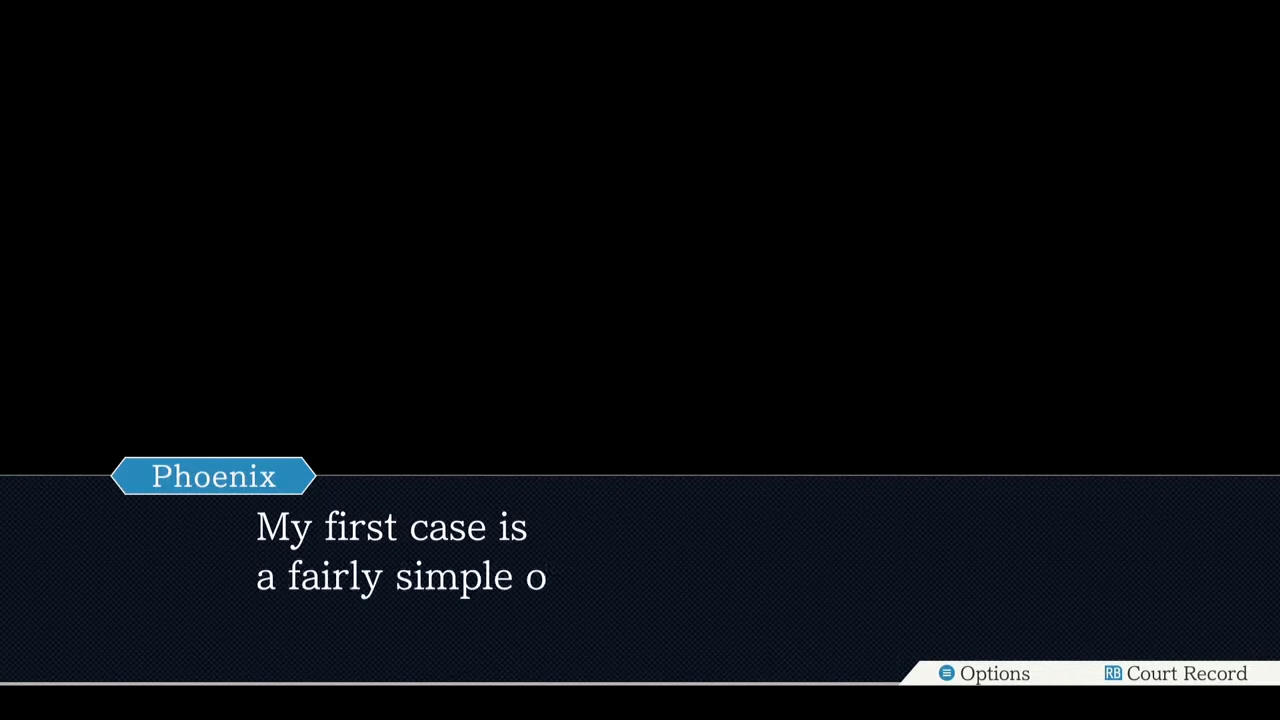 Phoenix
My first case is
a fairly simple o
Options
RB Court Record